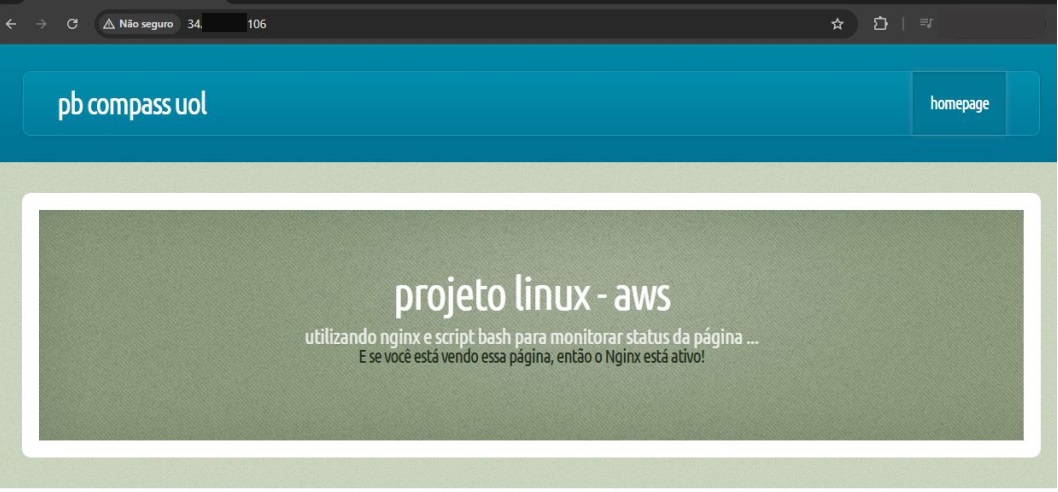 Não seguro 34. 106
pb compass uol
homepage
projeto linux - aws
utilizando nginx e script bash para monitorar status da página ...
E se você está vendo essa página, então o Nginx está ativo!